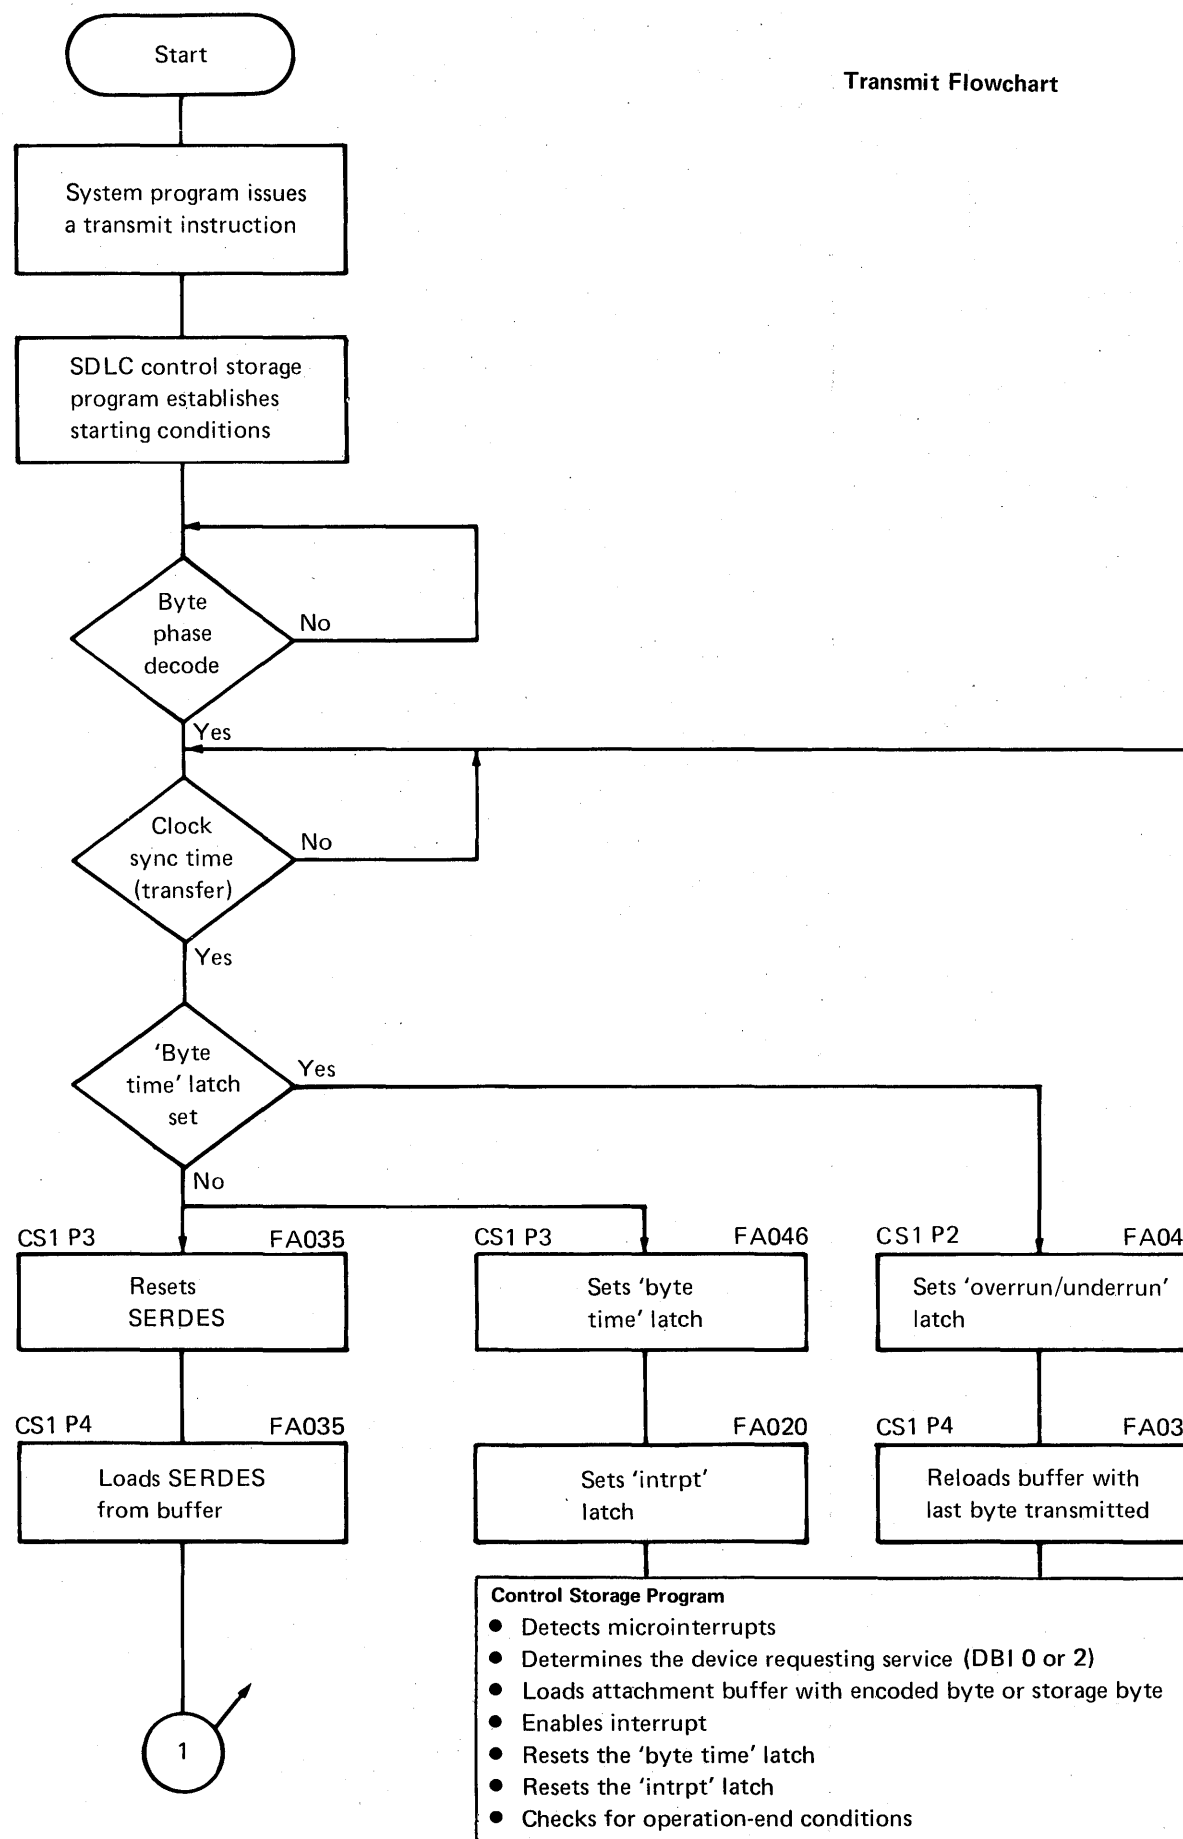 Start
Transmit Flowchart
System program issues
a transmit instruction
SDLC control storage
program establishes
starting conditions
Byte
phase
decode
No
Yes
Clock
sync time
(transfer)
No
Yes
'Byte
time' latch
set
Yes
No
CS1 P3 FA035
Resets
SERDES
CS1 P3 FA046
Sets 'byte
time' latch
CS1 P2 FA04
Sets 'overrun/underrun'
latch
CS1 P4 FA035
Loads SERDES
from buffer
FA020
Sets 'intrpt'
latch
CS1 P4 FA03
Reloads buffer with
last byte transmitted
Control Storage Program
● Detects microinterrupts
● Determines the device requesting service (DBI 0 or 2)
● Loads attachment buffer with encoded byte or storage byte
● Enables interrupt
● Resets the 'byte time' latch
● Resets the 'intrpt' latch
● Checks for operation-end conditions
1